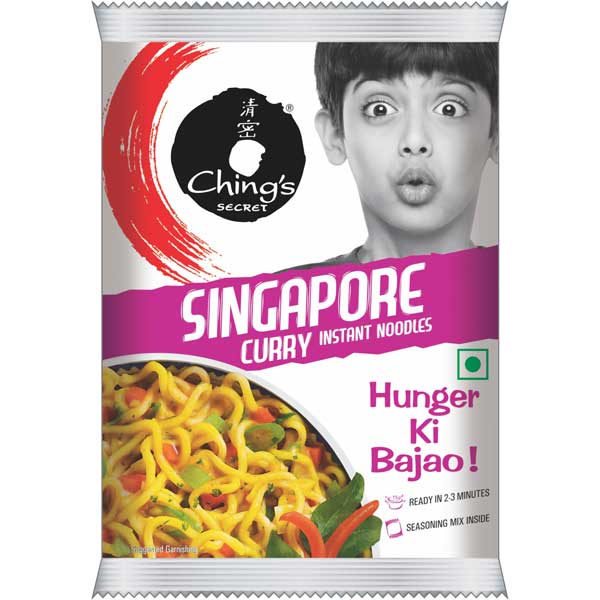 清
密
®
Ching's
SECRET
SINGAPORE
CURRY INSTANT NOODLES
Hunger
Ki
Bajao!
READY IN 2-3 MINUTES
SEASONING MIX INSIDE
Suggested Garnishing